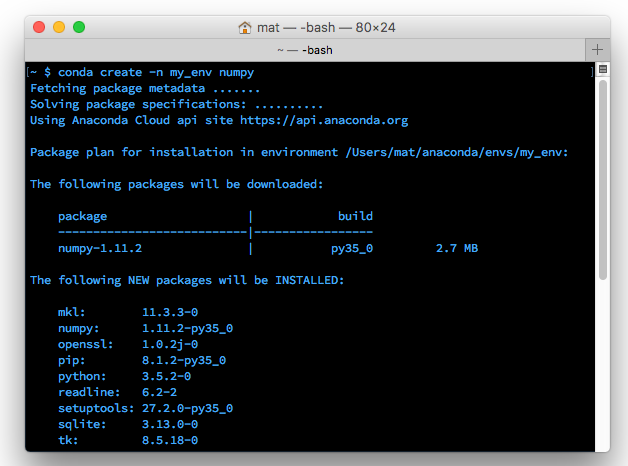 mat — -bash — 80×24
~ — -bash
[~ $ conda create -n my_env numpy ]
Fetching package metadata .......
Solving package specifications: ..........
Using Anaconda Cloud api site https://api.anaconda.org
Package plan for installation in environment /Users/mat/anaconda/envs/my_env:
The following packages will be downloaded:
package | build
---------------------------|-----------------
numpy-1.11.2 | py35_0 2.7 MB
The following NEW packages will be INSTALLED:
mkl: 11.3.3-0
numpy: 1.11.2-py35_0
openssl: 1.0.2j-0
pip: 8.1.2-py35_0
python: 3.5.2-0
readline: 6.2-2
setuptools: 27.2.0-py35_0
sqlite: 3.13.0-0
tk: 8.5.18-0